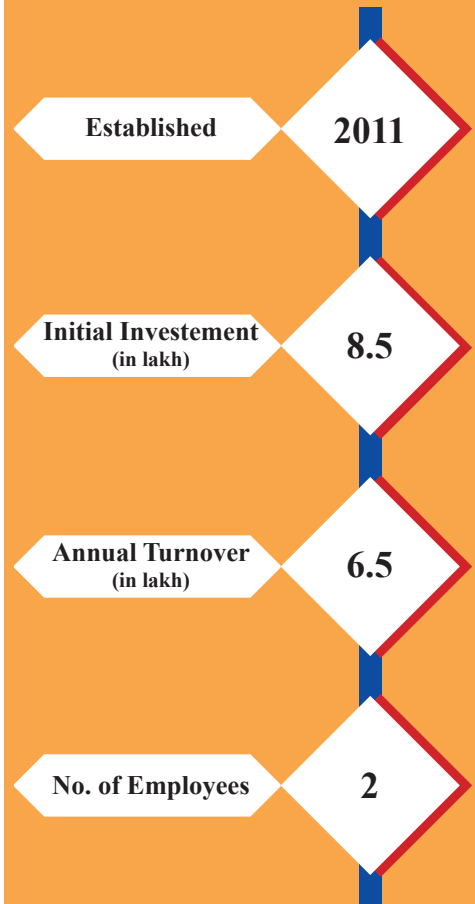 Established
2011
Initial Investement
(in lakh)
8.5
Annual Turnover
(in lakh)
6.5
No. of Employees
2